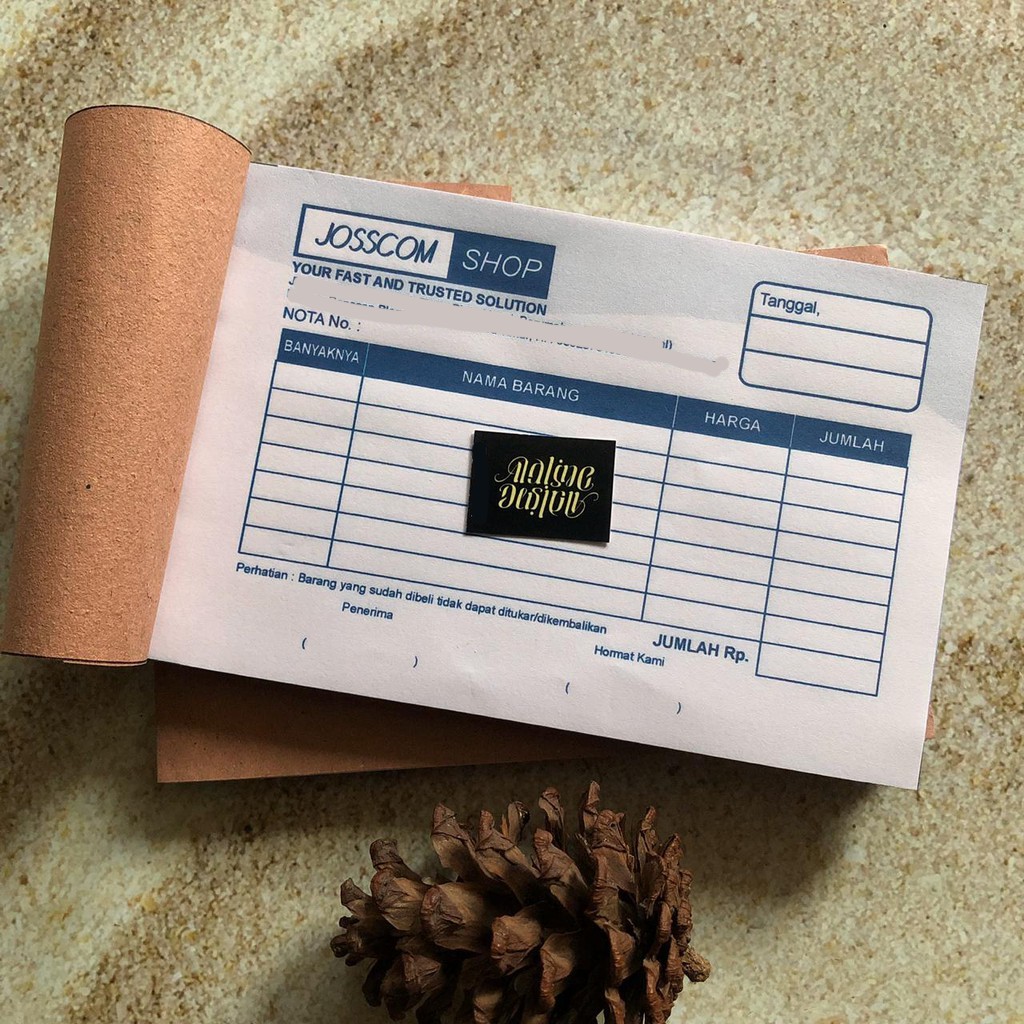 JOSSCOM SHOP
YOUR FAST AND TRUSTED SOLUTION
NOTA No. :
Tanggal,
BANYAKNYA NAMA BARANG HARGA JUMLAH
Design
Perhatian : Barang yang sudah dibeli tidak dapat ditukar/dikembalikan
JUMLAH Rp.
Penerima Hormat Kami
( ) ( )